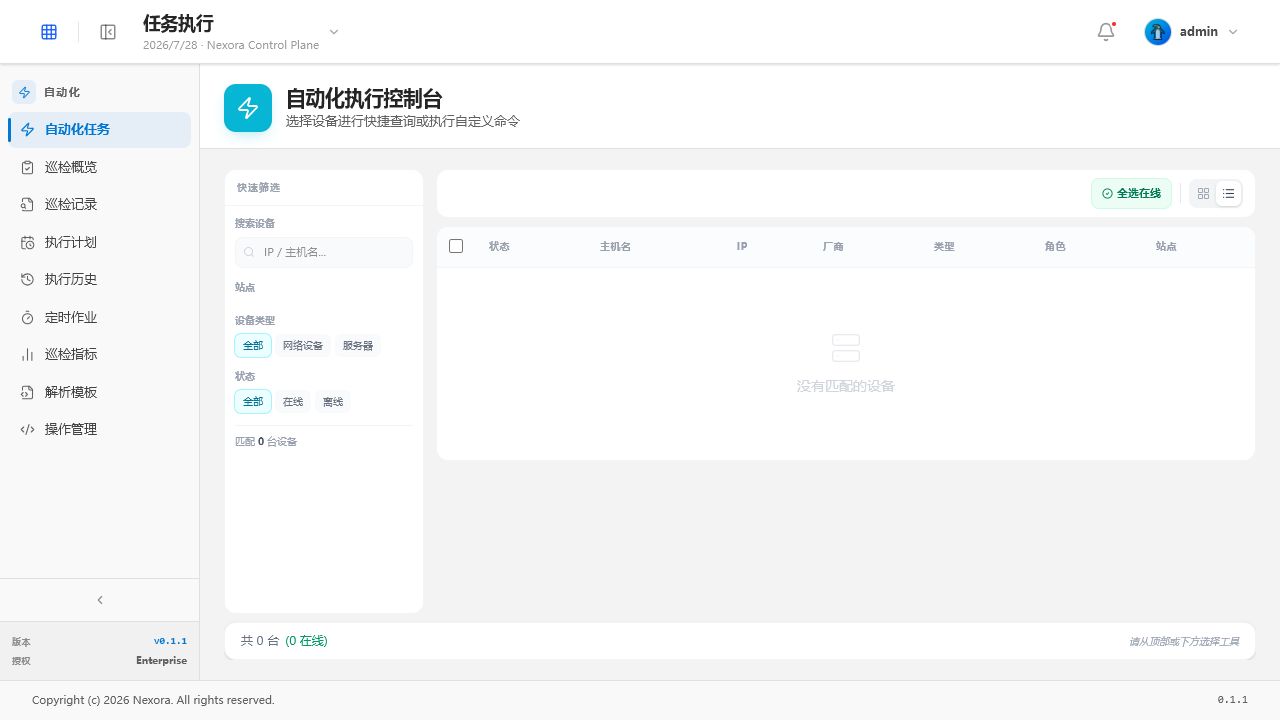 任务执行
2026/7/28 · Nexora Control Plane
admin
自动化
自动化任务
巡检概览
巡检记录
执行计划
执行历史
定时作业
巡检指标
解析模板
操作管理
版本 v0.1.1
授权 Enterprise
自动化执行控制台
选择设备进行快捷查询或执行自定义命令
快速筛选
搜索设备
IP / 主机名...
站点
设备类型
全部 网络设备 服务器
状态
全部 在线 离线
匹配 0 台设备
全选在线
状态 主机名 IP 厂商 类型 角色 站点
没有匹配的设备
共 0 台 (0 在线)
请从顶部或下方选择工具
Copyright (c) 2026 Nexora. All rights reserved.
0.1.1